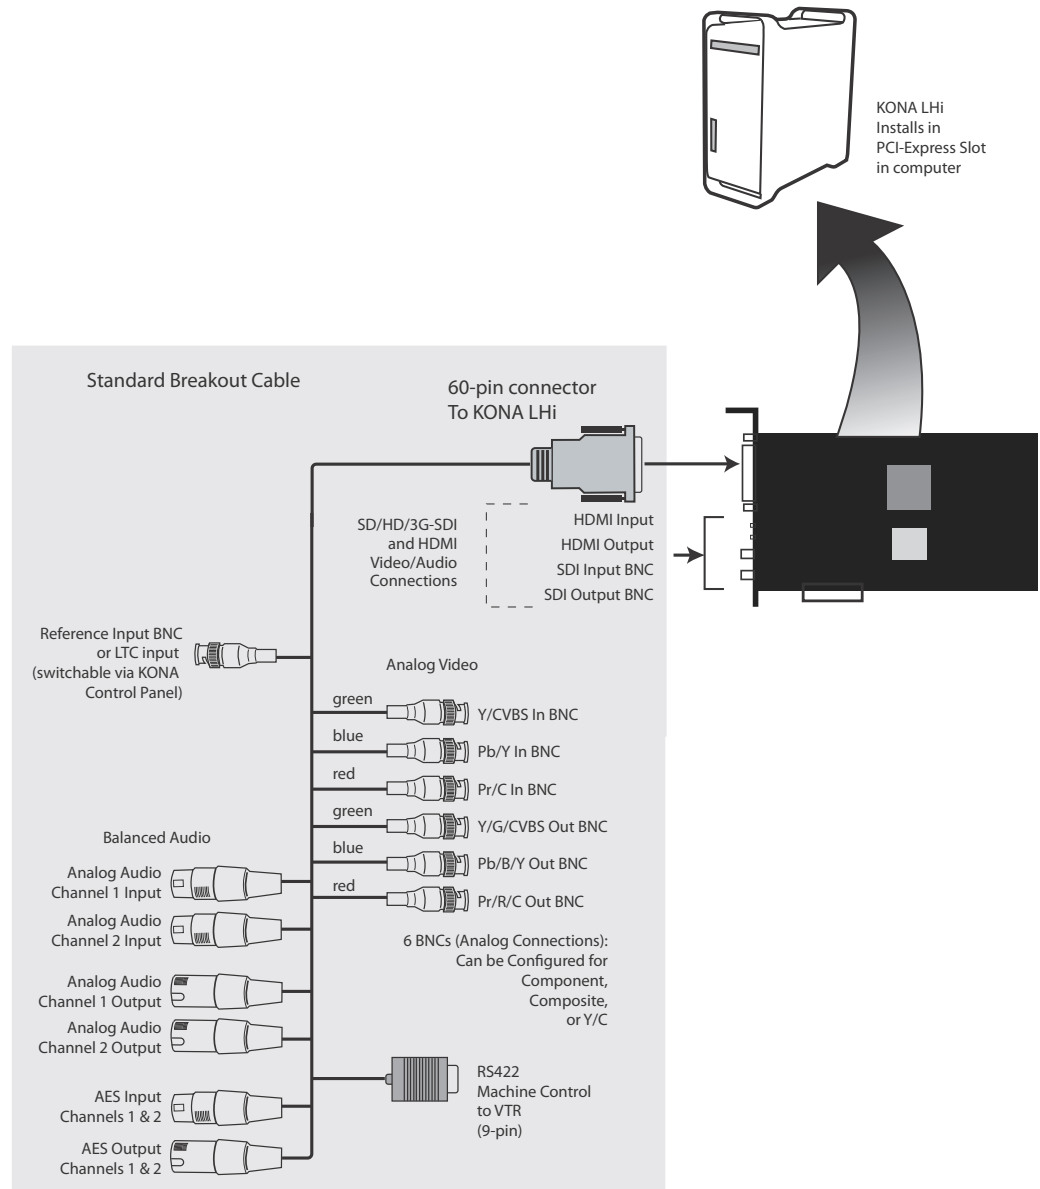 KONA LHi
Installs in
PCI-Express Slot
in computer
Standard Breakout Cable
60-pin connector
To KONA LHi
SD/HD/3G-SDI
and HDMI
Video/Audio
Connections
HDMI Input
HDMI Output
SDI Input BNC
SDI Output BNC
Reference Input BNC
or LTC input
(switchable via KONA
Control Panel)
Analog Video
green
Y/CVBS In BNC
blue
Pb/Y In BNC
red
Pr/C In BNC
green
Y/G/CVBS Out BNC
blue
Pb/B/Y Out BNC
red
Pr/R/C Out BNC
6 BNCs (Analog Connections):
Can be Configured for
Component,
Composite,
or Y/C
Balanced Audio
Analog Audio
Channel 1 Input
Analog Audio
Channel 2 Input
Analog Audio
Channel 1 Output
Analog Audio
Channel 2 Output
AES Input
Channels 1 & 2
AES Output
Channels 1 & 2
RS422
Machine Control
to VTR
(9-pin)